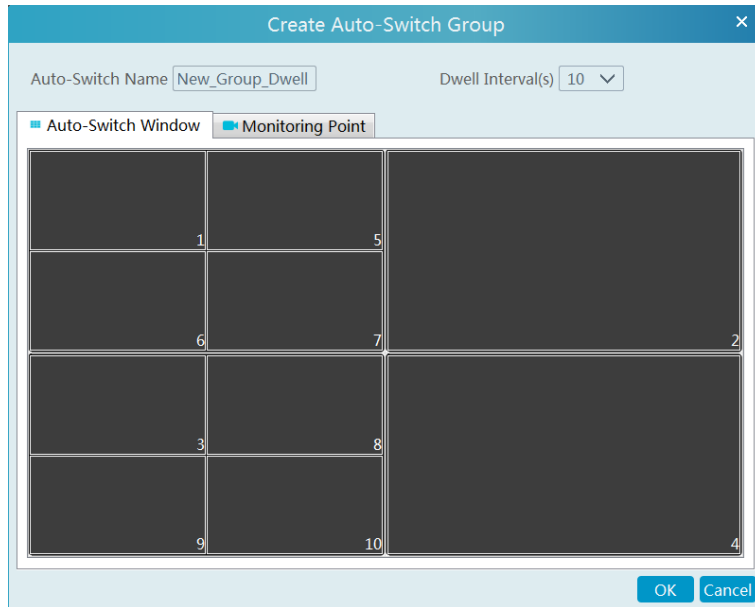 Create Auto-Switch Group
Auto-Switch Name New_Group_Dwell Dwell Interval(s) 10
Auto-Switch Window Monitoring Point
1 5
2
6 7
3 8
4
9 10
OK Cancel